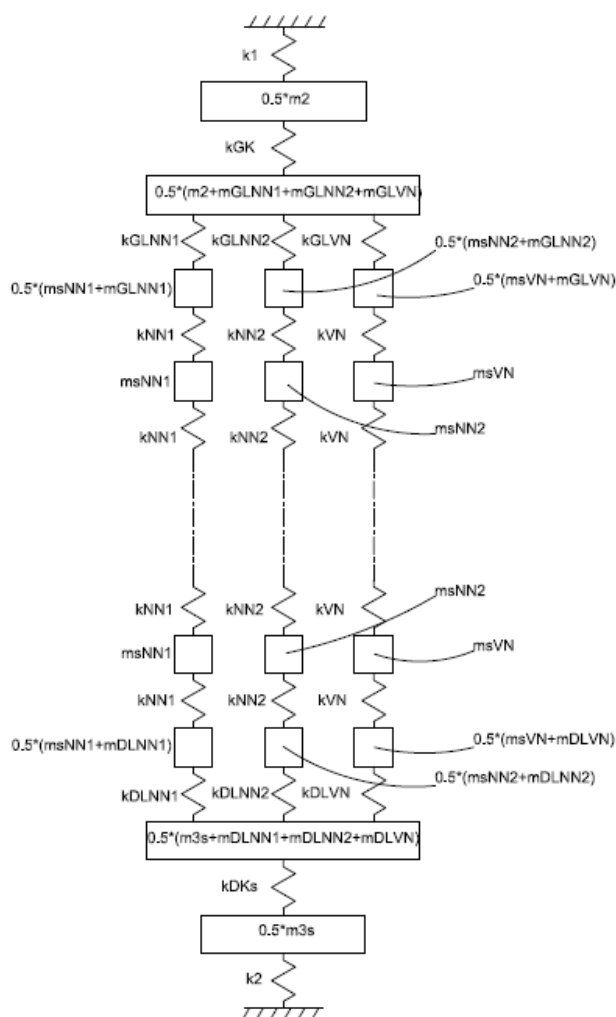 k1
0.5*m2
kGK
0.5*(m2+mGLNN1+mGLNN2+mGLVN)
kGLNN1 kGLNN2 kGLVN
0.5*(msNN2+mGLNN2)
0.5*(msNN1+mGLNN1)
0.5*(msVN+mGLVN)
kNN1 kNN2 kVN
msNN1
msVN
msNN2
kNN1 kNN2 kVN
msNN2
kNN1 kNN2 kVN
msNN1
msVN
kNN1 kNN2 kVN
0.5*(msNN1+mDLNN1)
0.5*(msVN+mDLVN)
0.5*(msNN2+mDLNN2)
kDLNN1 kDLNN2 kDLVN
0.5*(m3s+mDLNN1+mDLNN2+mDLVN)
kDKs
0.5*m3s
k2